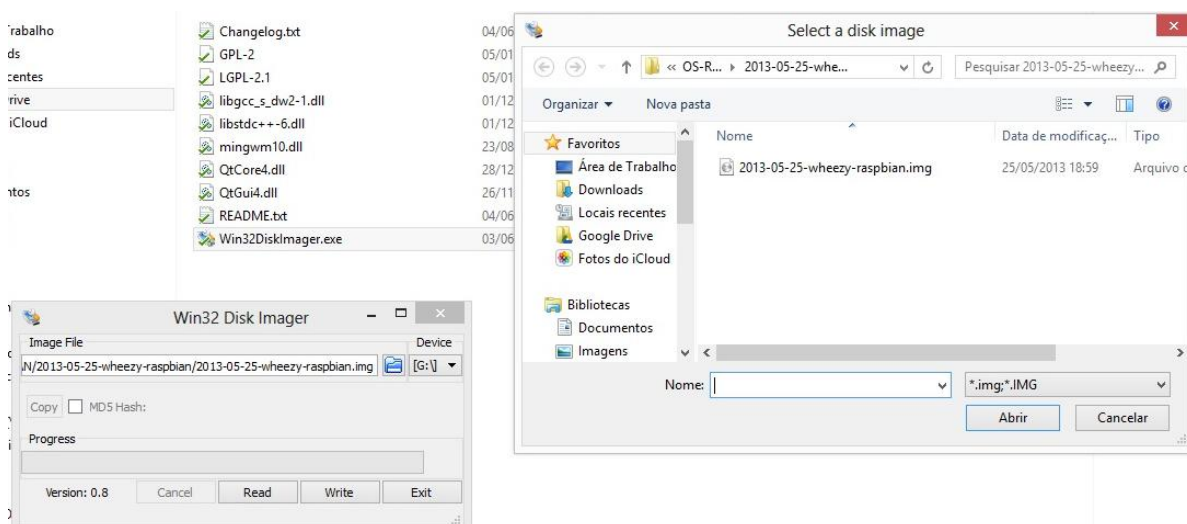 rabalho
ds
centes
rive
iCloud
ntos
Changelog.txt 04/06
GPL-2 05/01
LGPL-2.1 05/01
libgcc_s_dw2-1.dll 01/12
libstdc++-6.dll 01/12
mingwm10.dll 23/08
QtCore4.dll 28/12
QtGui4.dll 26/11
README.txt 04/06
Win32DiskImager.exe 03/06
Select a disk image
« OS-R... 2013-05-25-whe...
Pesquisar 2013-05-25-wheezy...
Organizar Nova pasta
Favoritos
Área de Trabalho
Downloads
Locais recentes
Google Drive
Fotos do iCloud
Bibliotecas
Documentos
Imagens
Nome Data de modificaç... Tipo
2013-05-25-wheezy-raspbian.img 25/05/2013 18:59 Arquivo
Nome: *.img;*.IMG
Abrir Cancelar
Win32 Disk Imager
Image File Device
N/2013-05-25-wheezy-raspbian/2013-05-25-wheezy-raspbian.img [G:\]
Copy MD5 Hash:
Progress
Version: 0.8 Cancel Read Write Exit